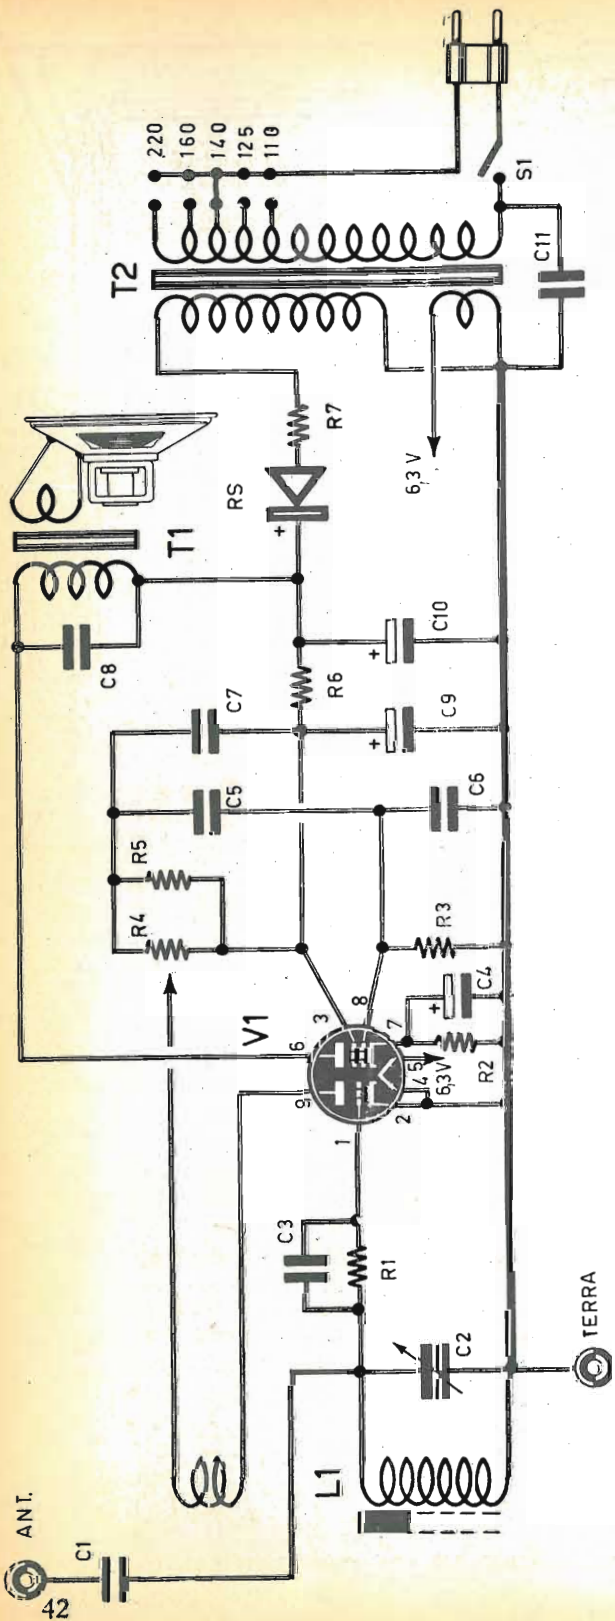 220
160
140
125
110
S1
T2
C11
R7
RS
+
6,3 V
T1
C8
R6
+
C10
C7
+
C9
C5
C6
R5
R4
R3
V1
6
3
8
7
+
C4
9
5
6,3V
4
R2
2
1
C3
R1
C2
TERRA
L1
ANT.
C1
42